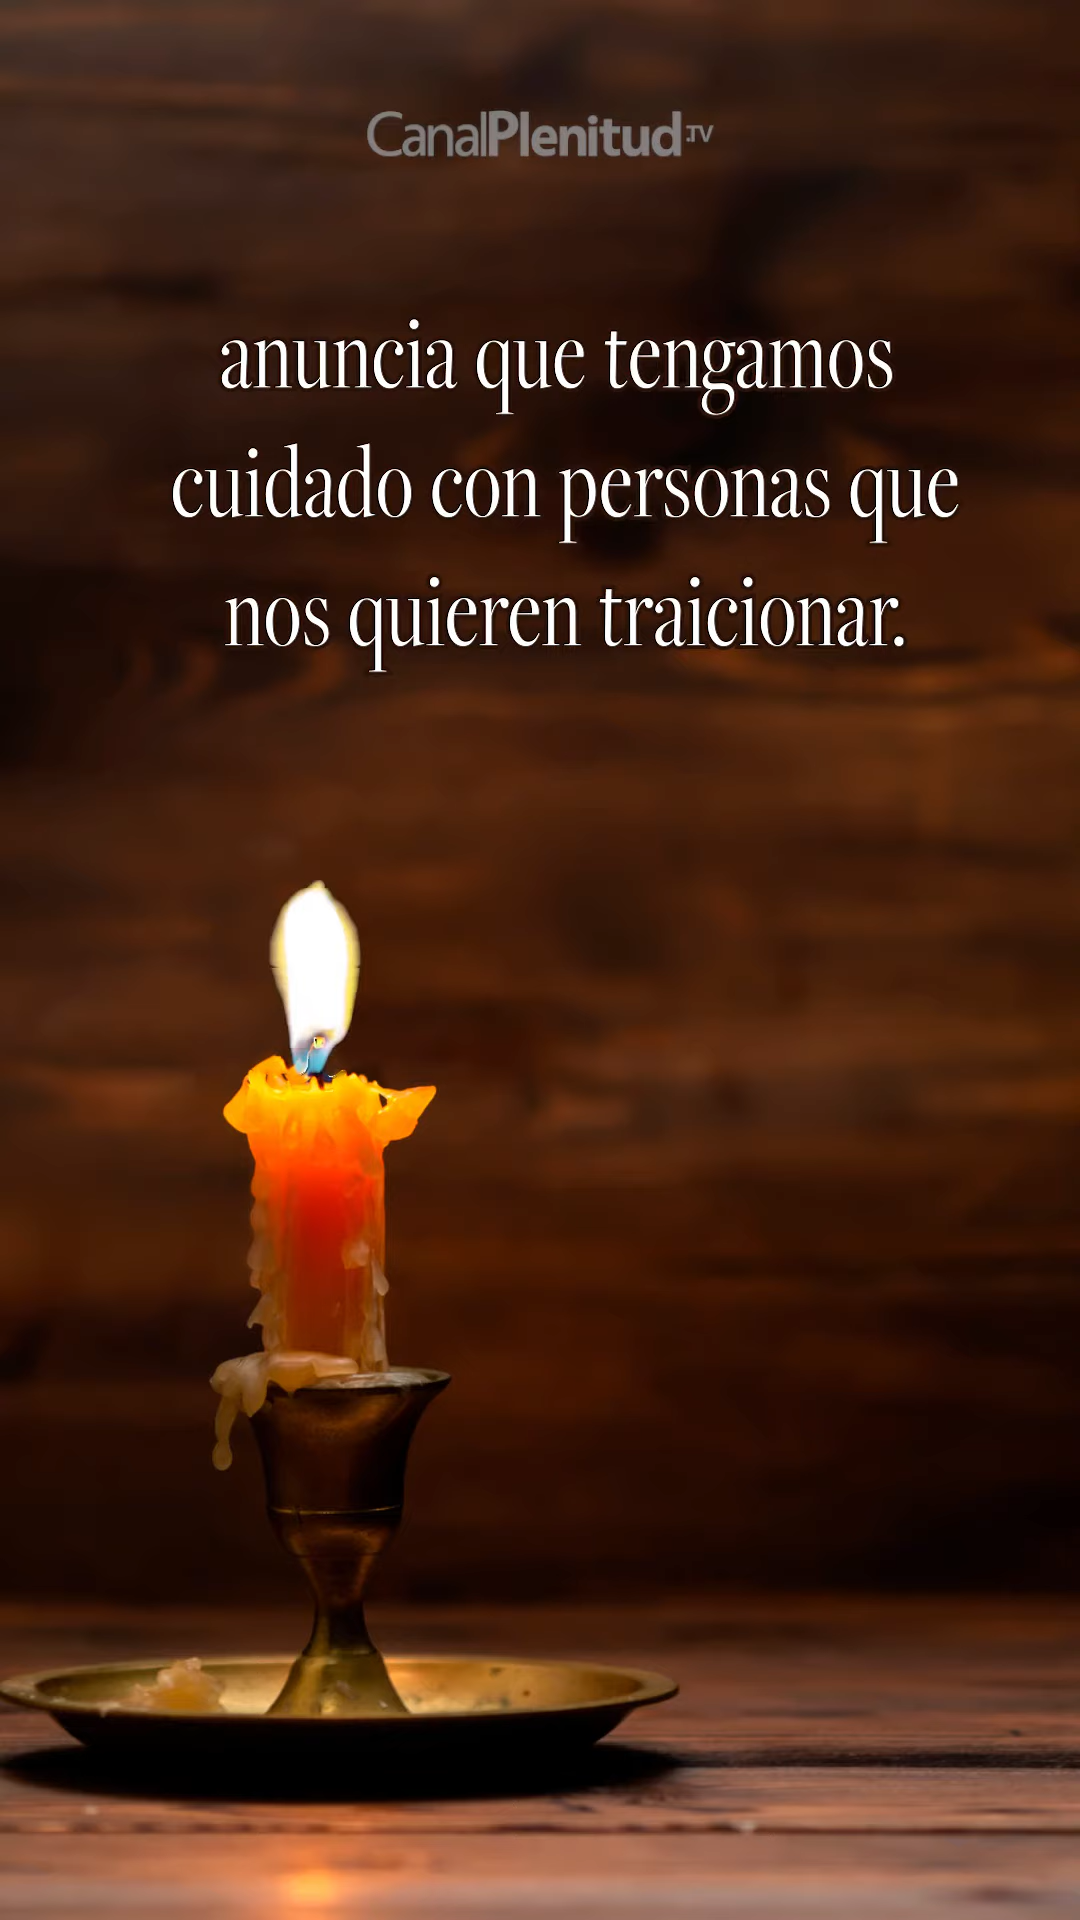 CanalPlenitud.TV
anuncia que tengamos
cuidado con personas que
nos quieren traicionar.